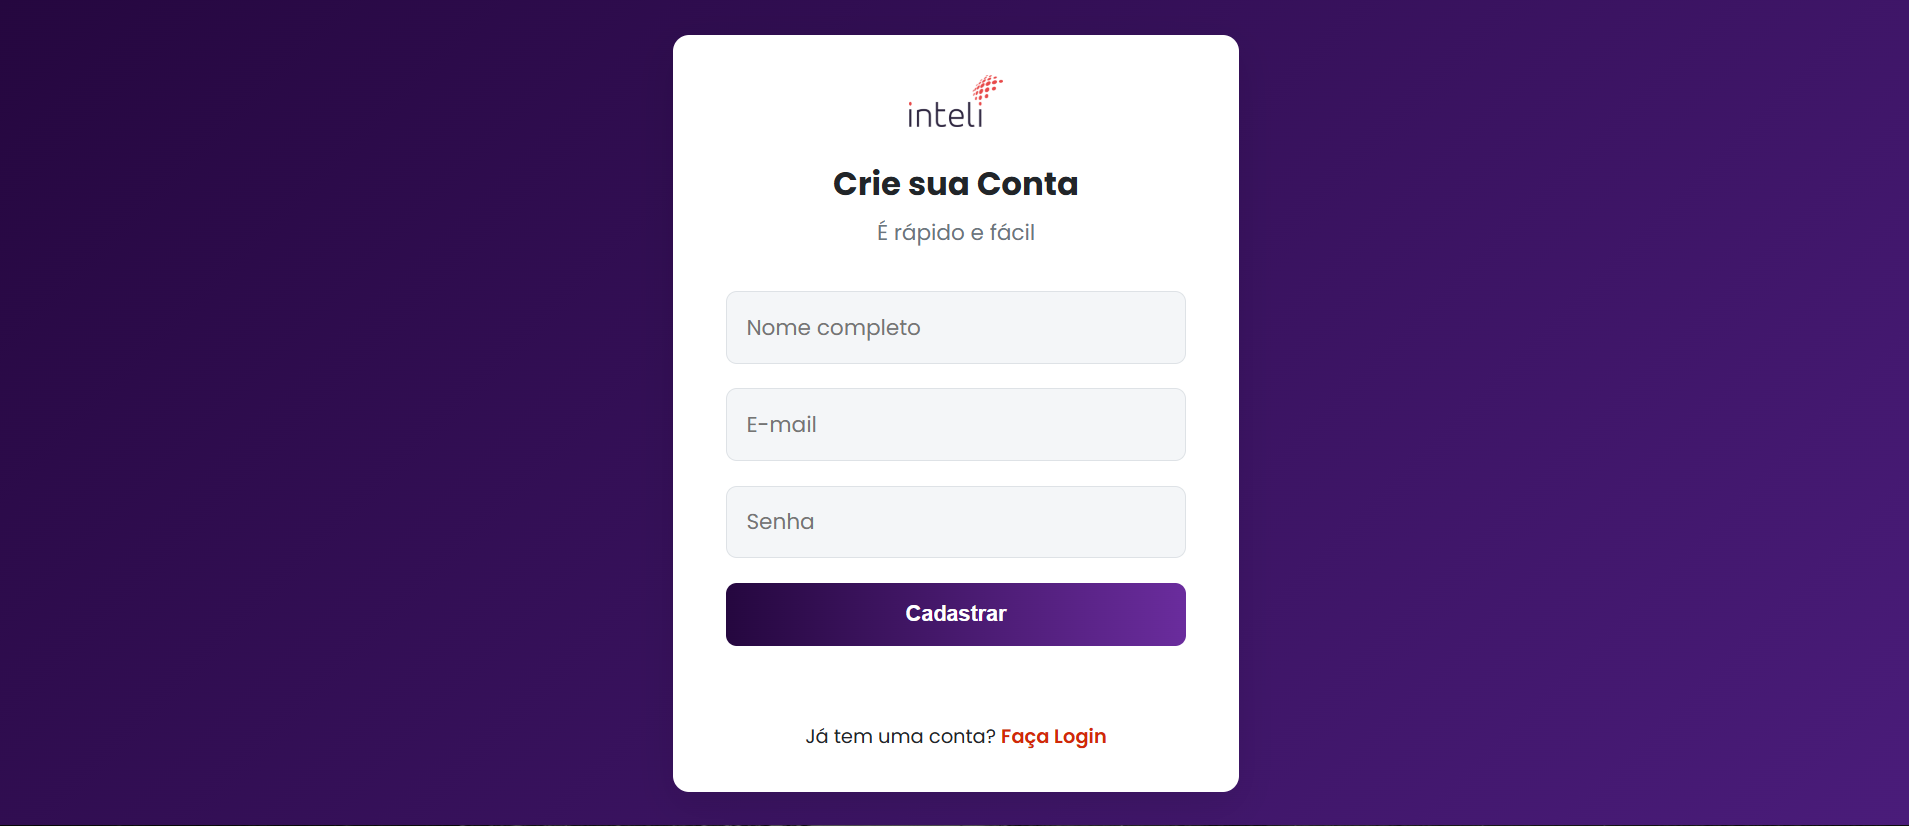 inteli
Crie sua Conta
É rápido e fácil
Nome completo
E-mail
Senha
Cadastrar
Já tem uma conta? Faça Login